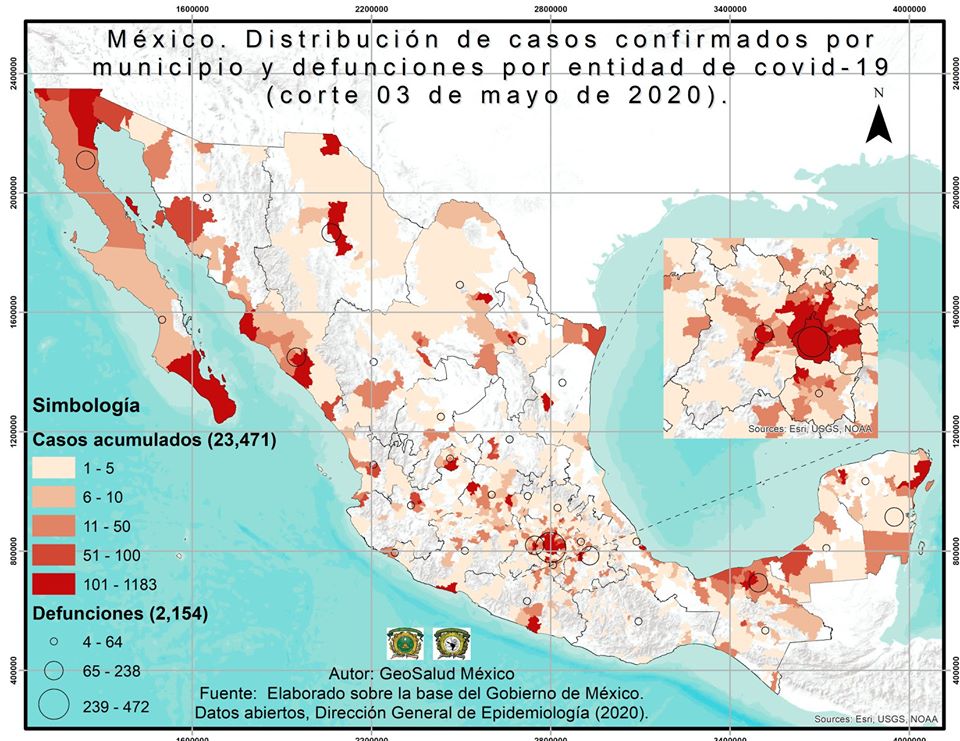 1600000 2200000 2800000 3400000 4000000
México. Distribución de casos confirmados por
municipio y defunciones por entidad de covid-19
(corte 03 de mayo de 2020).
N
2400000 2400000
2000000 2000000
1600000 1600000
1200000 1200000
800000 800000
400000 400000
Sources: Esri, USGS, NOAA
Simbología
Casos acumulados (23,471)
1 - 5
6 - 10
11 - 50
51 - 100
101 - 1183
Defunciones (2,154)
4 - 64
65 - 238
239 - 472
Autor: GeoSalud México
Fuente: Elaborado sobre la base del Gobierno de México.
Datos abiertos, Dirección General de Epidemiología (2020).
Sources: Esri, USGS, NOAA
1600000 2200000 2800000 3400000 4000000